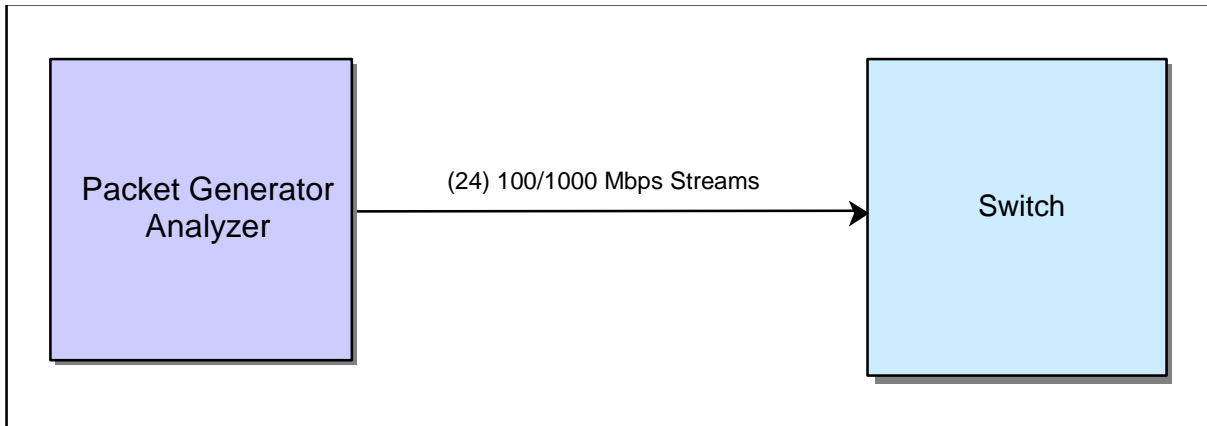 Packet Generator
Analyzer
(24) 100/1000 Mbps Streams
Switch